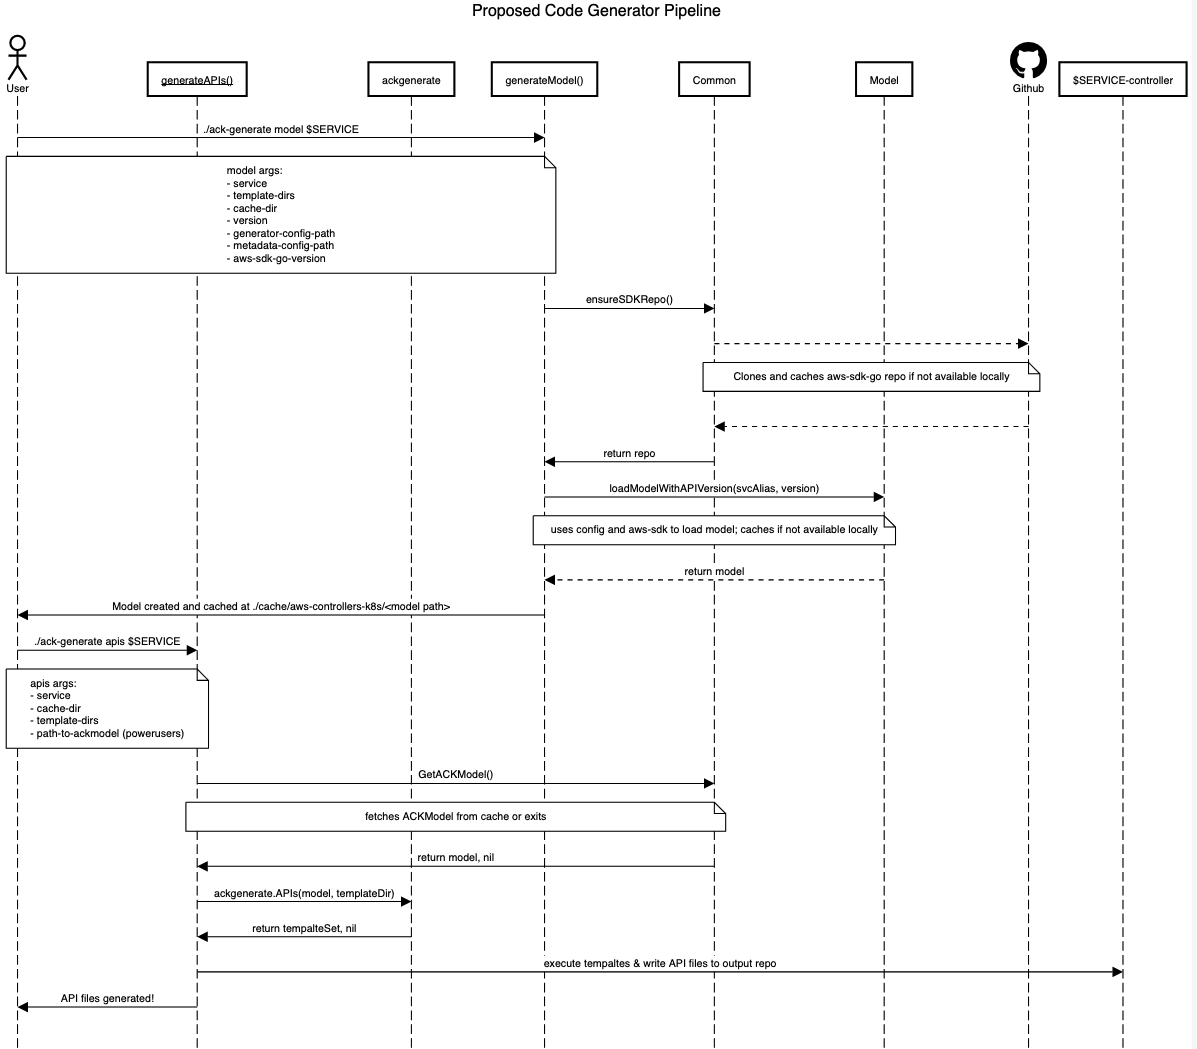 Proposed Code Generator Pipeline
User
generateAPIs()
ackgenerate
generateModel()
Common
Model
Github
$SERVICE-controller
./ack-generate model $SERVICE
model args:
- service
- template-dirs
- cache-dir
- version
- generator-config-path
- metadata-config-path
- aws-sdk-go-version
ensureSDKRepo()
Clones and caches aws-sdk-go repo if not available locally
return repo
loadModelWithAPIVersion(svcAlias, version)
uses config and aws-sdk to load model; caches if not available locally
return model
Model created and cached at ./cache/aws-controllers-k8s/<model path>
./ack-generate apis $SERVICE
apis args:
- service
- cache-dir
- template-dirs
- path-to-ackmodel (powerusers)
GetACKModel()
fetches ACKModel from cache or exits
return model, nil
ackgenerate.APIs(model, templateDir)
return tempalteSet, nil
execute tempaltes & write API files to output repo
API files generated!